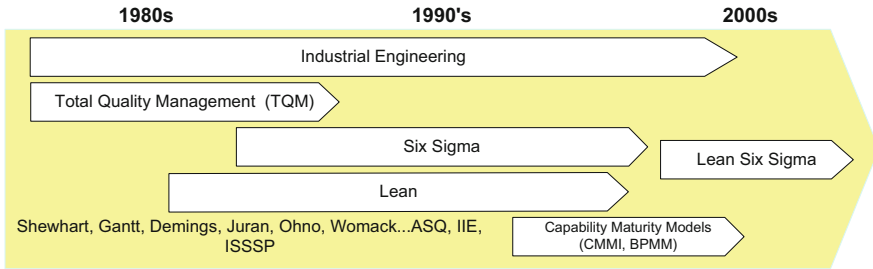 1980s 1990's 2000s
Industrial Engineering
Total Quality Management (TQM)
Six Sigma
Lean Six Sigma
Lean
Shewhart, Gantt, Demings, Juran, Ohno, Womack...ASQ, IIE,
ISSSP
Capability Maturity Models
(CMMI, BPMM)